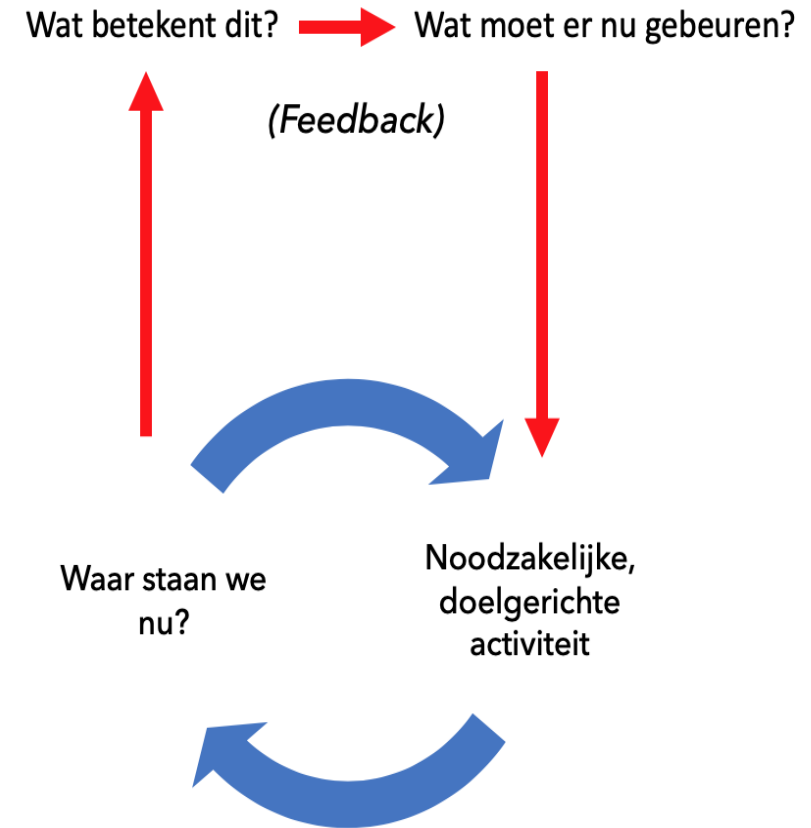 Wat betekent dit?
Wat moet er nu gebeuren?
(Feedback)
Waar staan we
nu?
Noodzakelijke,
doelgerichte
activiteit